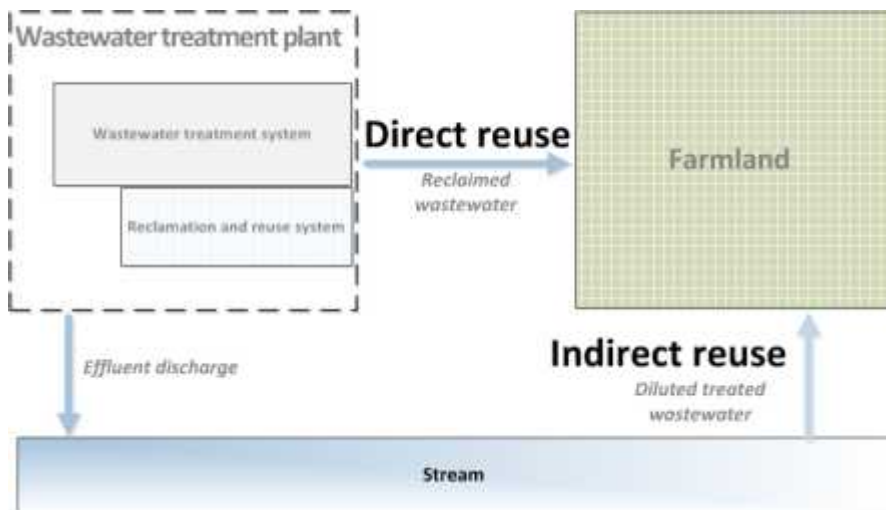 Wastewater treatment plant
Wastewater treatment system
Reclamation and reuse system
Direct reuse
Reclaimed
wastewater
Farmland
Effluent discharge
Indirect reuse
Diluted treated
wastewater
Stream